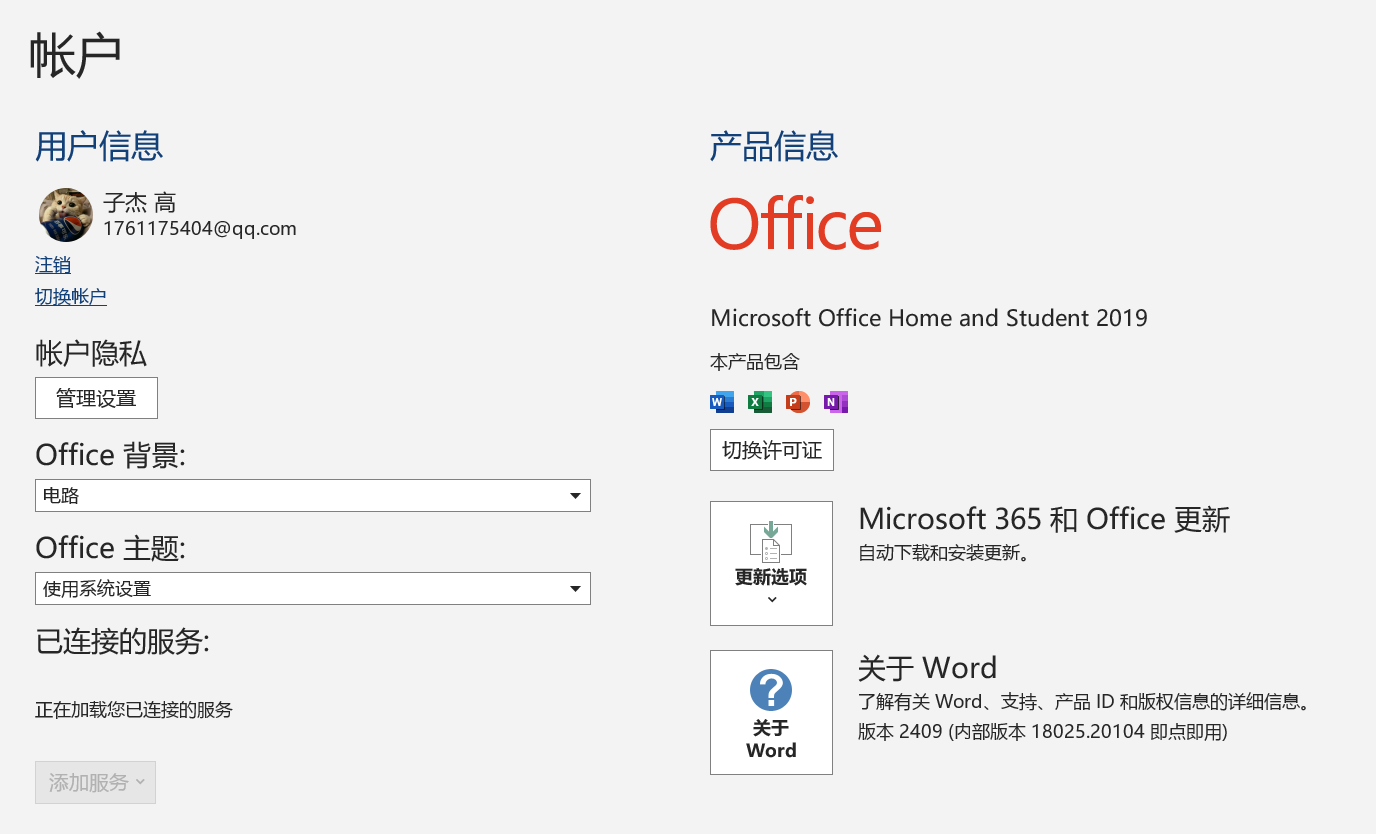 帐户
用户信息
子杰 高
1761175404@qq.com
注销
切换帐户
帐户隐私
管理设置
Office 背景:
电路
Office 主题:
使用系统设置
已连接的服务:
正在加载您已连接的服务
添加服务
产品信息
Office
Microsoft Office Home and Student 2019
本产品包含
W X P N
切换许可证
更新选项
Microsoft 365 和 Office 更新
自动下载和安装更新。
关于
Word
关于 Word
了解有关 Word、支持、产品 ID 和版权信息的详细信息。
版本 2409 (内部版本 18025.20104 即点即用)